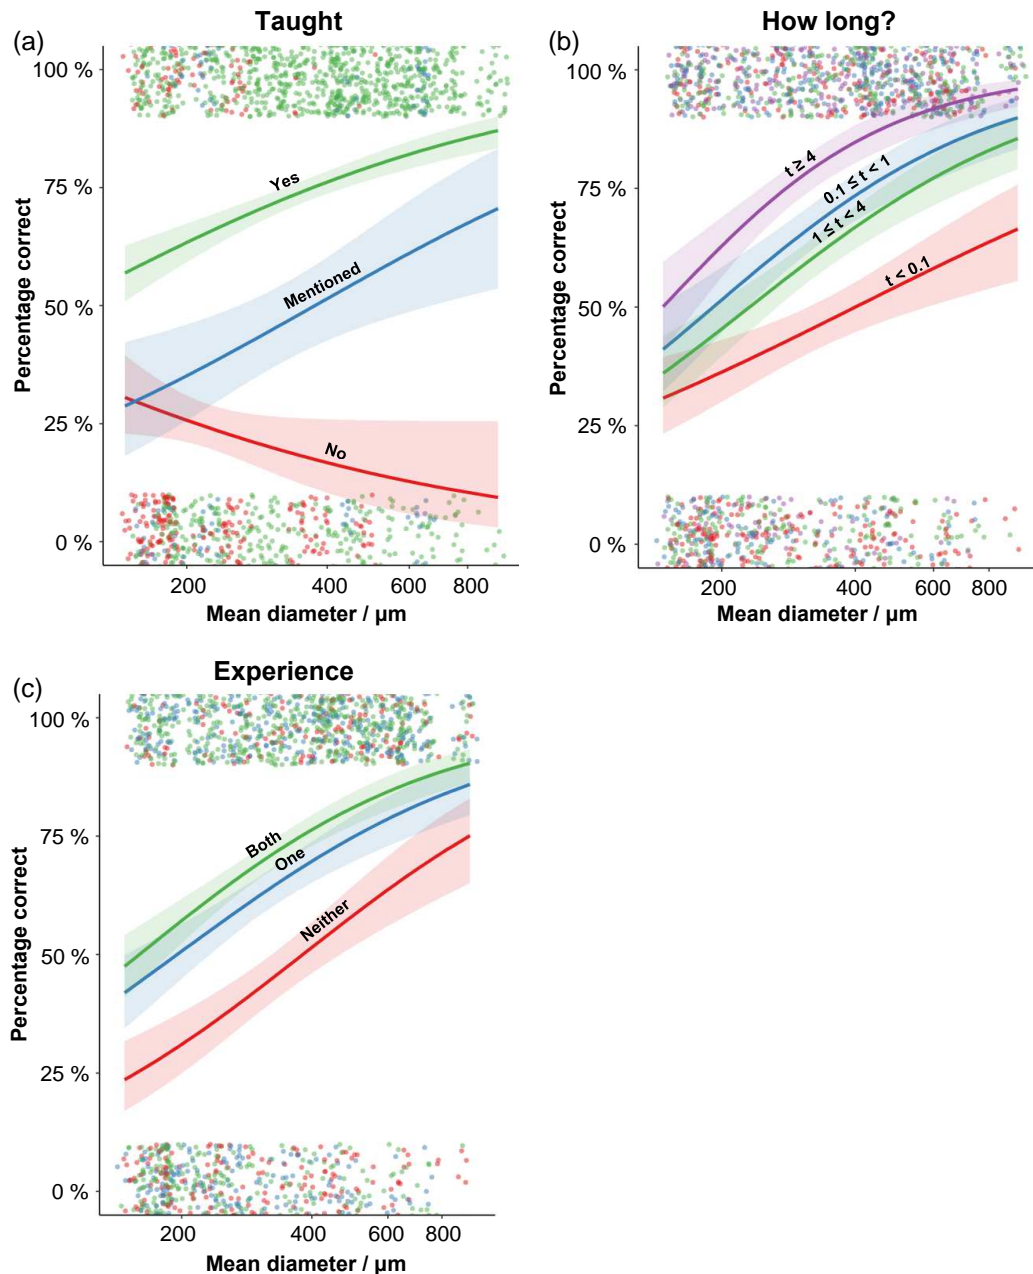 Taught
(a)
100 %
75 %
50 %
25 %
0 %
Percentage correct
Yes
Mentioned
No
200
400
600
800
Mean diameter / µm
How long?
(b)
100 %
75 %
50 %
25 %
0 %
Percentage correct
t ≥ 4
0.1 ≤ t < 1
1 ≤ t < 4
t < 0.1
200
400
600
800
Mean diameter / µm
Experience
(c)
100 %
75 %
50 %
25 %
0 %
Percentage correct
Both
One
Neither
200
400
600
800
Mean diameter / µm